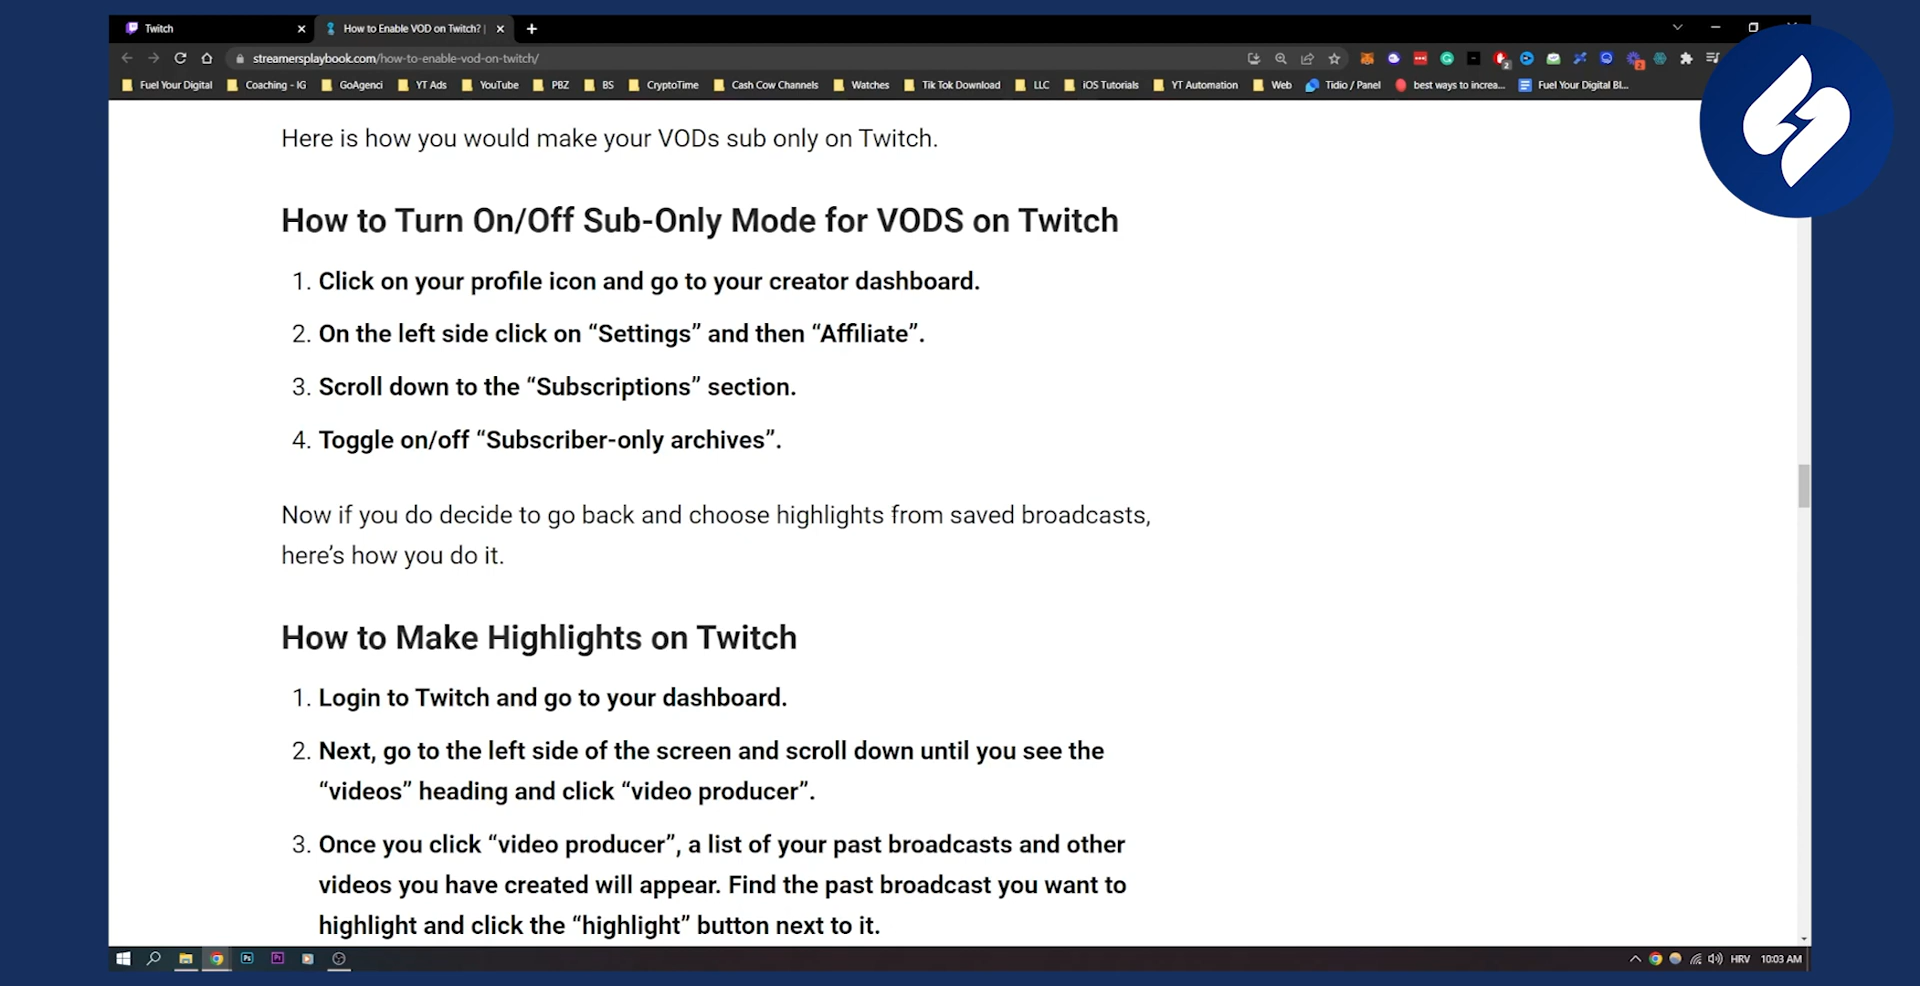 Twitch
How to Enable VOD on Twitch? |
streamersplaybook.com/how-to-enable-vod-on-twitch/
Fuel Your Digital Coaching - IG GoAgenci YT Ads YouTube PBZ BS CryptoTime Cash Cow Channels Watches Tik Tok Download LLC iOS Tutorials YT Automation Web Tidio / Panel best ways to increa... Fuel Your Digital Bl...
Here is how you would make your VODs sub only on Twitch.
How to Turn On/Off Sub-Only Mode for VODS on Twitch
1. Click on your profile icon and go to your creator dashboard.
2. On the left side click on “Settings” and then “Affiliate”.
3. Scroll down to the “Subscriptions” section.
4. Toggle on/off “Subscriber-only archives”.
Now if you do decide to go back and choose highlights from saved broadcasts,
here’s how you do it.
How to Make Highlights on Twitch
1. Login to Twitch and go to your dashboard.
2. Next, go to the left side of the screen and scroll down until you see the
“videos” heading and click “video producer”.
3. Once you click “video producer”, a list of your past broadcasts and other
videos you have created will appear. Find the past broadcast you want to
highlight and click the “highlight” button next to it.
Ps Pr HRV 10:03 AM